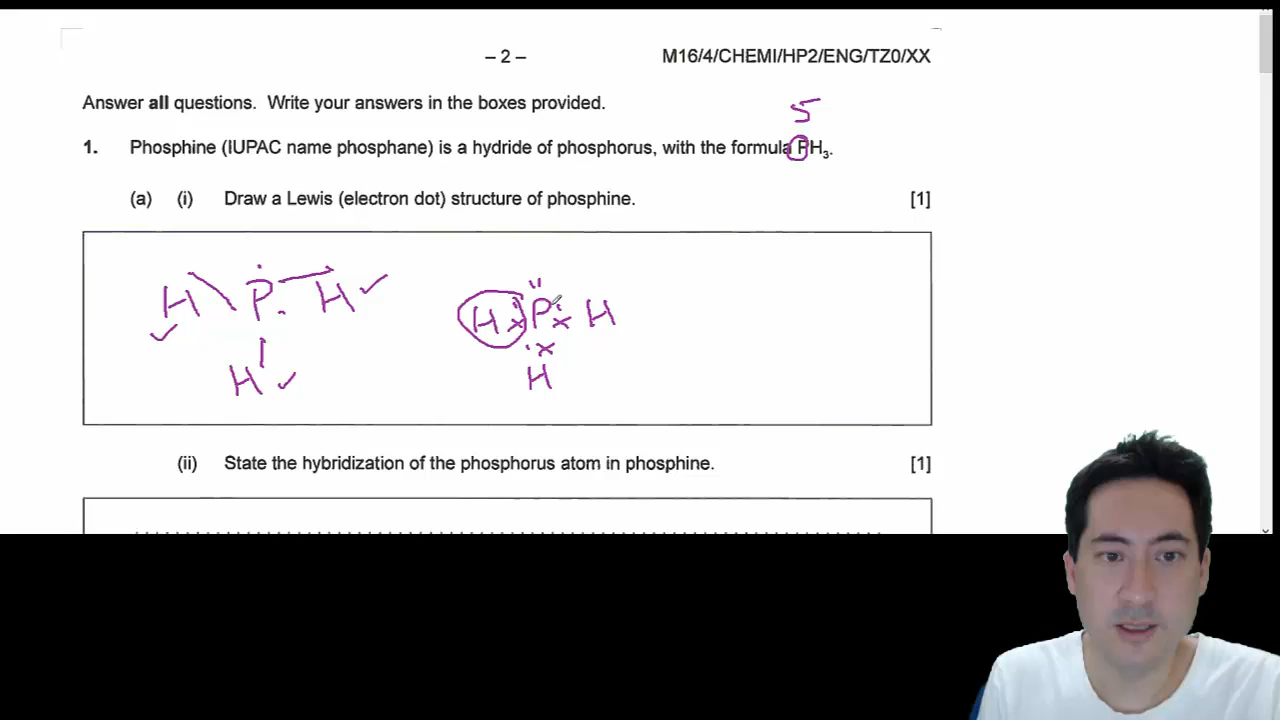 – 2 –
M16/4/CHEMI/HP2/ENG/TZ0/XX
Answer all questions. Write your answers in the boxes provided.
5
1. Phosphine (IUPAC name phosphane) is a hydride of phosphorus, with the formula PH₃.
(a) (i) Draw a Lewis (electron dot) structure of phosphine. [1]
H P H
H
H x P x H
x
H
(ii) State the hybridization of the phosphorus atom in phosphine. [1]